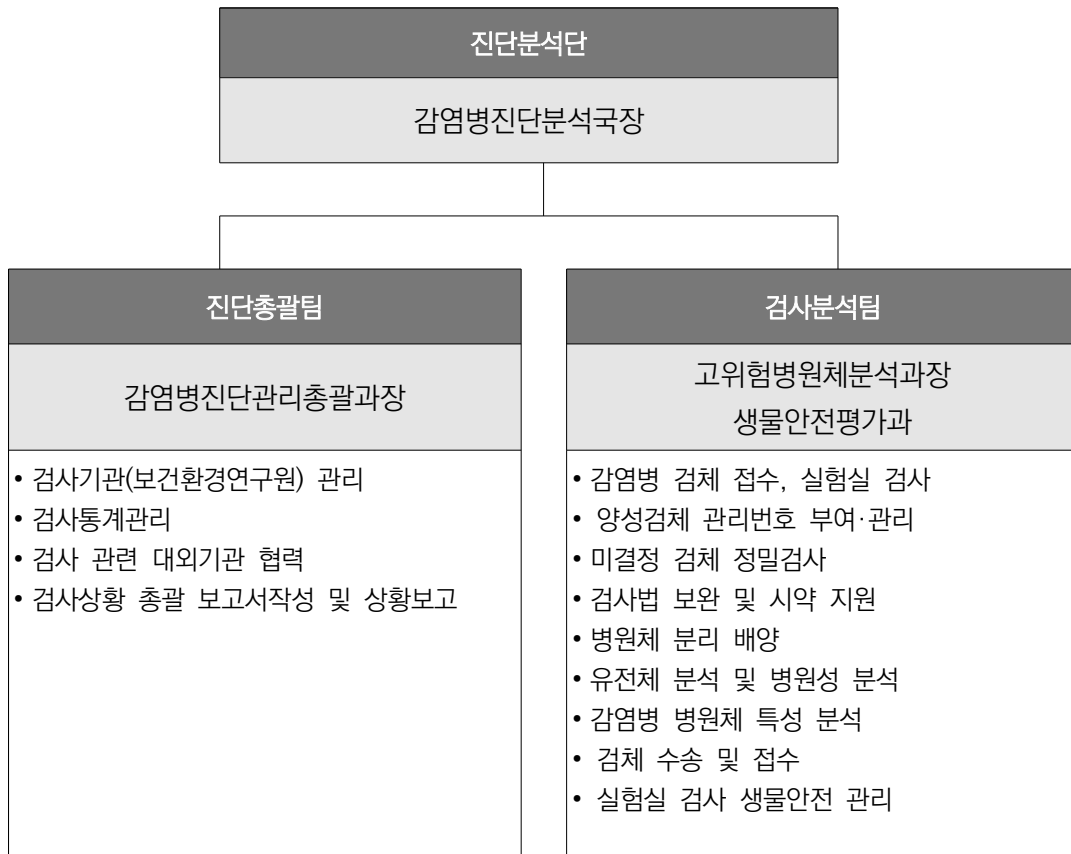 진단분석단
감염병진단분석국장
진단총괄팀
감염병진단관리총괄과장
• 검사기관(보건환경연구원) 관리
• 검사통계관리
• 검사 관련 대외기관 협력
• 검사상황 총괄 보고서작성 및 상황보고
검사분석팀
고위험병원체분석과장
생물안전평가과
• 감염병 검체 접수, 실험실 검사
• 양성검체 관리번호 부여·관리
• 미결정 검체 정밀검사
• 검사법 보완 및 시약 지원
• 병원체 분리 배양
• 유전체 분석 및 병원성 분석
• 감염병 병원체 특성 분석
• 검체 수송 및 접수
• 실험실 검사 생물안전 관리